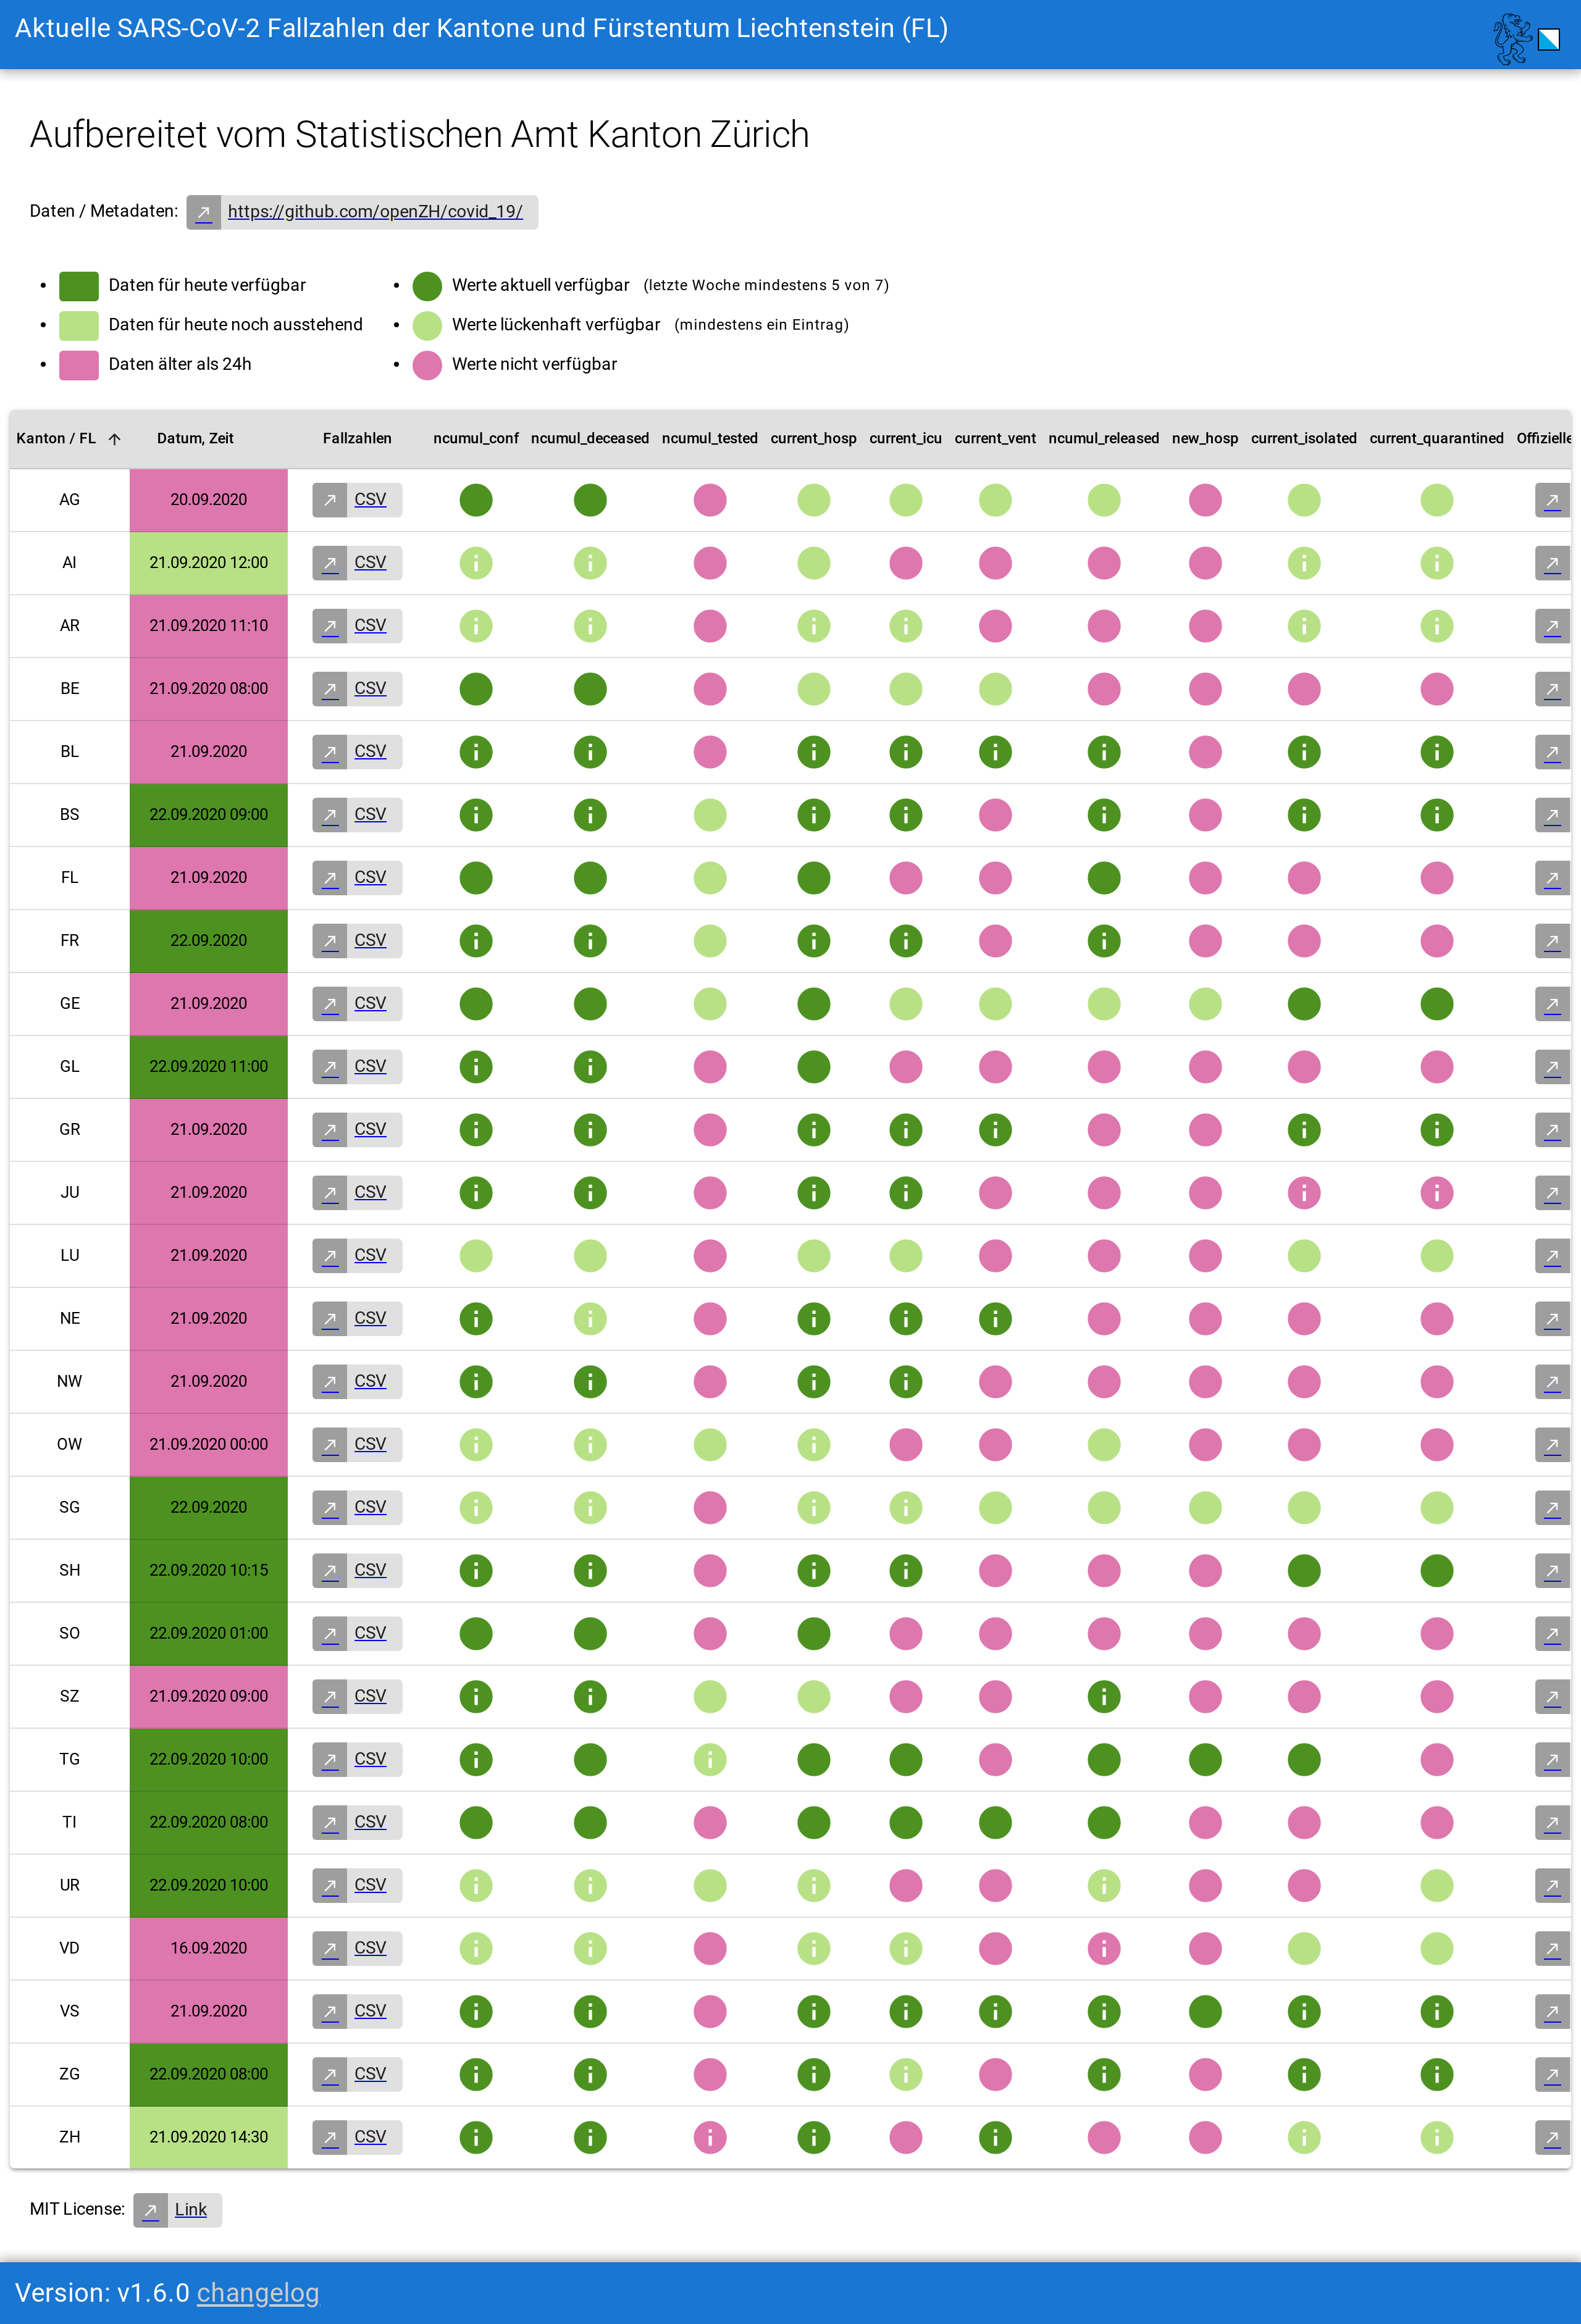 Aktuelle SARS-CoV-2 Fallzahlen der Kantone und Fürstentum Liechtenstein (FL)
Aufbereitet vom Statistischen Amt Kanton Zürich
Daten / Metadaten: https://github.com/openZH/covid_19/
Daten für heute verfügbar
Daten für heute noch ausstehend
Daten älter als 24h
Werte aktuell verfügbar (letzte Woche mindestens 5 von 7)
Werte lückenhaft verfügbar (mindestens ein Eintrag)
Werte nicht verfügbar
Kanton / FL Datum, Zeit Fallzahlen ncumul_conf ncumul_deceased ncumul_tested current_hosp current_icu current_vent ncumul_released new_hosp current_isolated current_quarantined Offizielle
AG 20.09.2020 CSV
AI 21.09.2020 12:00 CSV
AR 21.09.2020 11:10 CSV
BE 21.09.2020 08:00 CSV
BL 21.09.2020 CSV
BS 22.09.2020 09:00 CSV
FL 21.09.2020 CSV
FR 22.09.2020 CSV
GE 21.09.2020 CSV
GL 22.09.2020 11:00 CSV
GR 21.09.2020 CSV
JU 21.09.2020 CSV
LU 21.09.2020 CSV
NE 21.09.2020 CSV
NW 21.09.2020 CSV
OW 21.09.2020 00:00 CSV
SG 22.09.2020 CSV
SH 22.09.2020 10:15 CSV
SO 22.09.2020 01:00 CSV
SZ 21.09.2020 09:00 CSV
TG 22.09.2020 10:00 CSV
TI 22.09.2020 08:00 CSV
UR 22.09.2020 10:00 CSV
VD 16.09.2020 CSV
VS 21.09.2020 CSV
ZG 22.09.2020 08:00 CSV
ZH 21.09.2020 14:30 CSV
MIT License: Link
Version: v1.6.0 changelog